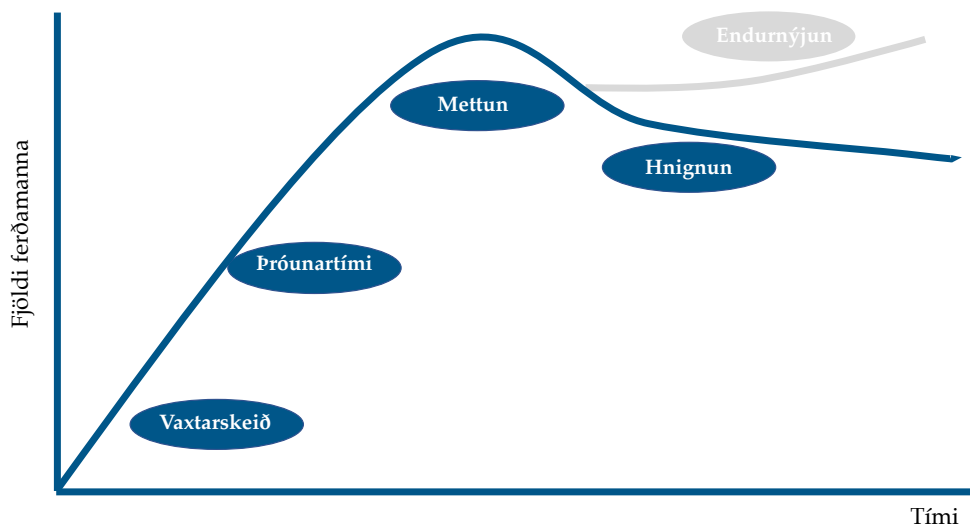 Endurnýjun
Mettun
Hnignun
Þróunartími
Vaxtarskeið
Fjöldi ferðamanna
Tími